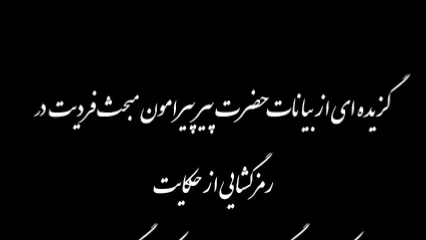 گزیده ای از بیانات حضرت پیر پیرامون مبحث فردیت در
رمزگشایی از حکایت